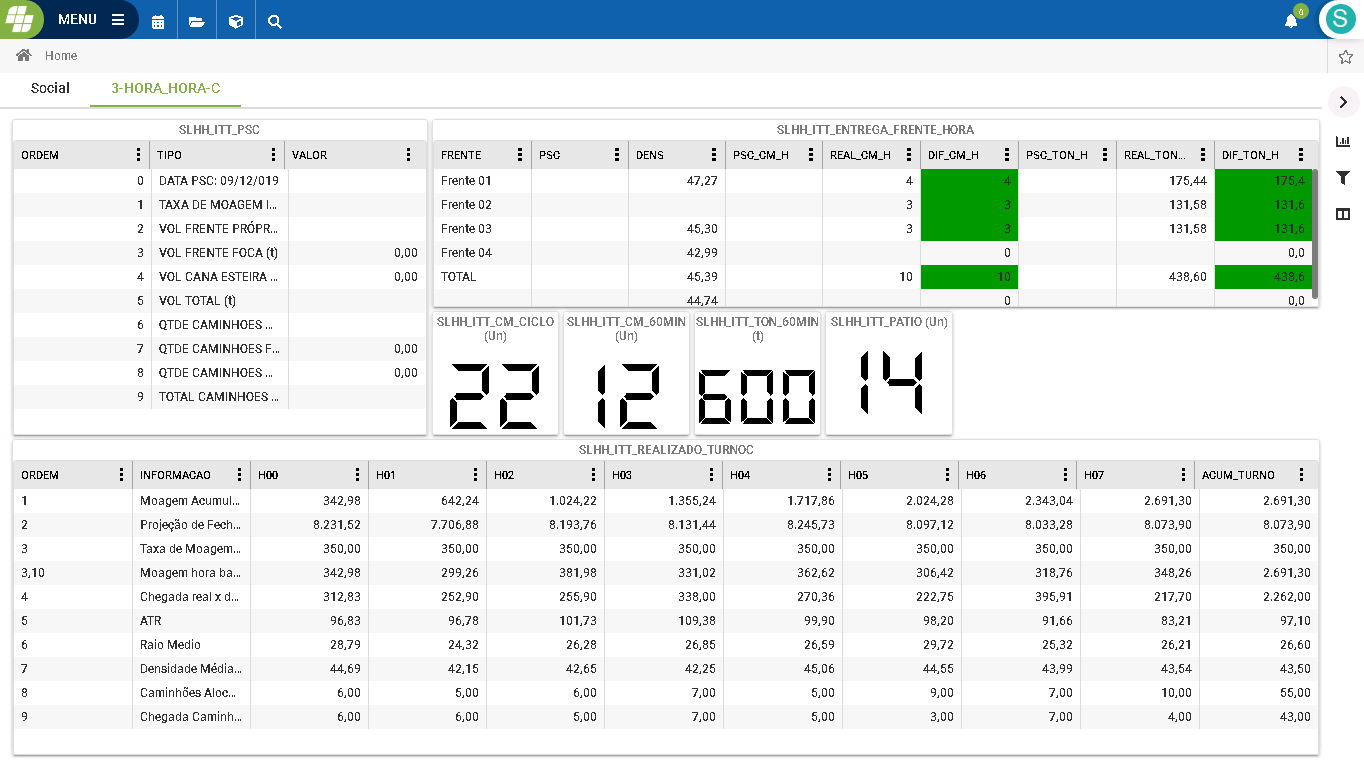 MENU
0
S
Home
Social 3-HORA_HORA-C
SLHH_ITT_PSC
ORDEM TIPO VALOR
0 DATA PSC: 09/12/019
1 TAXA DE MOAGEM I...
2 VOL FRENTE PRÓPR...
3 VOL FRENTE FOCA (t) 0,00
4 VOL CANA ESTEIRA ... 0,00
5 VOL TOTAL (t)
6 QTDE CAMINHOES ...
7 QTDE CAMINHOES F... 0,00
8 QTDE CAMINHOES ... 0,00
9 TOTAL CAMINHOES ...
SLHH_ITT_ENTREGA_FRENTE_HORA
FRENTE PSC DENS PSC_CM_H REAL_CM_H DIF_CM_H PSC_TON_H REAL_TON... DIF_TON_H
Frente 01 47,27 4 4 175,44 175,4
Frente 02 3 3 131,58 131,6
Frente 03 45,30 3 3 131,58 131,6
Frente 04 42,99 0 0,0
TOTAL 45,39 10 10 438,60 438,6
44,74 0 0,0
SLHH_ITT_CM_CICLO
(Un)
22
SLHH_ITT_CM_60MIN
(Un)
12
SLHH_ITT_TON_60MIN
(t)
600
SLHH_ITT_PATIO (Un)
14
SLHH_ITT_REALIZADO_TURNOC
ORDEM INFORMACAO H00 H01 H02 H03 H04 H05 H06 H07 ACUM_TURNO
1 Moagem Acumul... 342,98 642,24 1.024,22 1.355,24 1.717,86 2.024,28 2.343,04 2.691,30 2.691,30
2 Projeção de Fech... 8.231,52 7.706,88 8.193,76 8.131,44 8.245,73 8.097,12 8.033,28 8.073,90 8.073,90
3 Taxa de Moagem... 350,00 350,00 350,00 350,00 350,00 350,00 350,00 350,00 350,00
3,10 Moagem hora ba... 342,98 299,26 381,98 331,02 362,62 306,42 318,76 348,26 2.691,30
4 Chegada real x d... 312,83 252,90 255,90 338,00 270,36 222,75 395,91 217,70 2.262,00
5 ATR 96,83 96,78 101,73 109,38 99,90 98,20 91,66 83,21 97,10
6 Raio Medio 28,79 24,32 26,28 26,85 26,59 29,72 25,32 26,21 26,60
7 Densidade Média... 44,69 42,15 42,65 42,25 45,06 44,55 43,99 43,54 43,50
8 Caminhões Aloc... 6,00 5,00 6,00 7,00 5,00 9,00 7,00 10,00 55,00
9 Chegada Caminh... 6,00 6,00 5,00 7,00 5,00 3,00 7,00 4,00 43,00